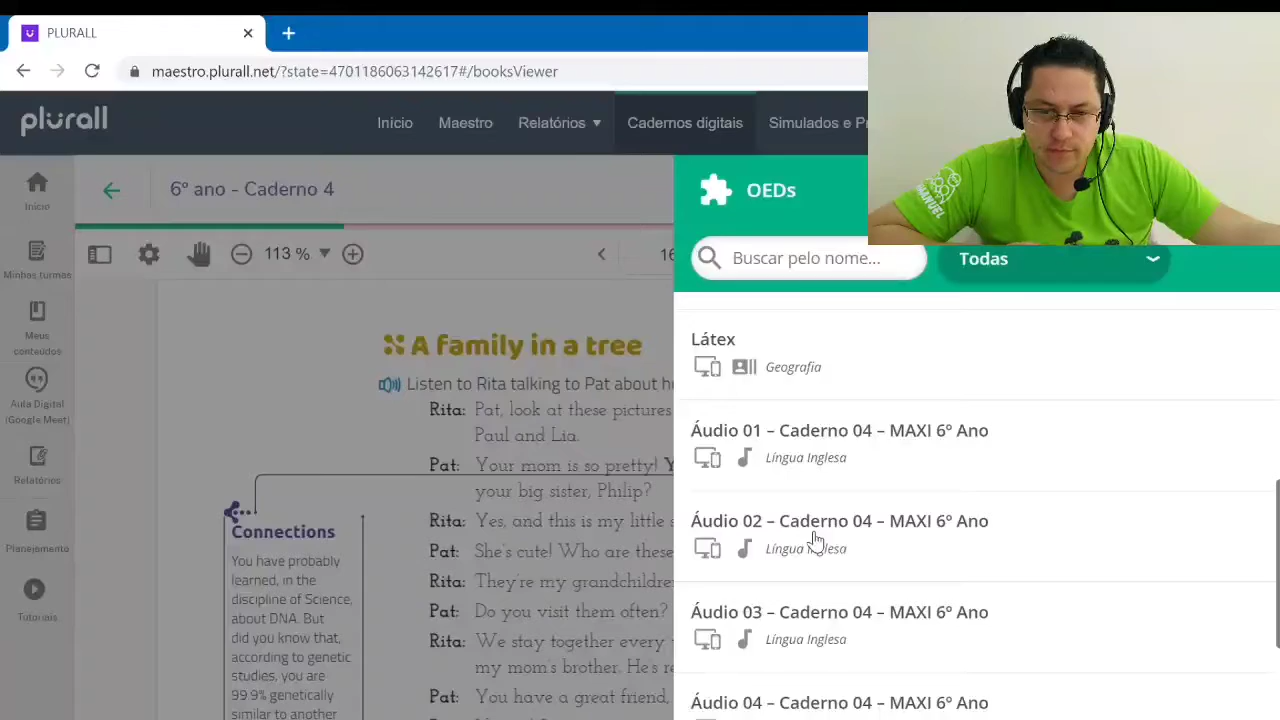 PLURALL
maestro.plurall.net/?state=4701186063142617#/booksViewer
plurall
Início
Maestro
Relatórios
Cadernos digitais
Simulados e Pr
Início
Minhas turmas
Meus
conteúdos
Aula Digital
(Google Meet)
Relatórios
Planejamento
Tutoriais
6º ano - Caderno 4
113 %
16
A family in a tree
Listen to Rita talking to Pat about h
Rita: Pat, look at these pictures
Paul and Lia.
Pat: Your mom is so pretty! Y
your big sister, Philip?
Rita: Yes, and this is my little s
Pat: She's cute! Who are these
Rita: They're my grandchildre
Pat: Do you visit them often?
Rita: We stay together every
my mom's brother. He's re
Pat: You have a great friend,
Connections
You have probably
learned, in the
discipline of Science,
about DNA. But
did you know that,
according to genetic
studies, you are
99.9% genetically
similar to another
OEDs
Buscar pelo nome...
Todas
Látex
Geografia
Áudio 01 – Caderno 04 – MAXI 6º Ano
Língua Inglesa
Áudio 02 – Caderno 04 – MAXI 6º Ano
Língua Inglesa
Áudio 03 – Caderno 04 – MAXI 6º Ano
Língua Inglesa
Áudio 04 – Caderno 04 – MAXI 6º Ano